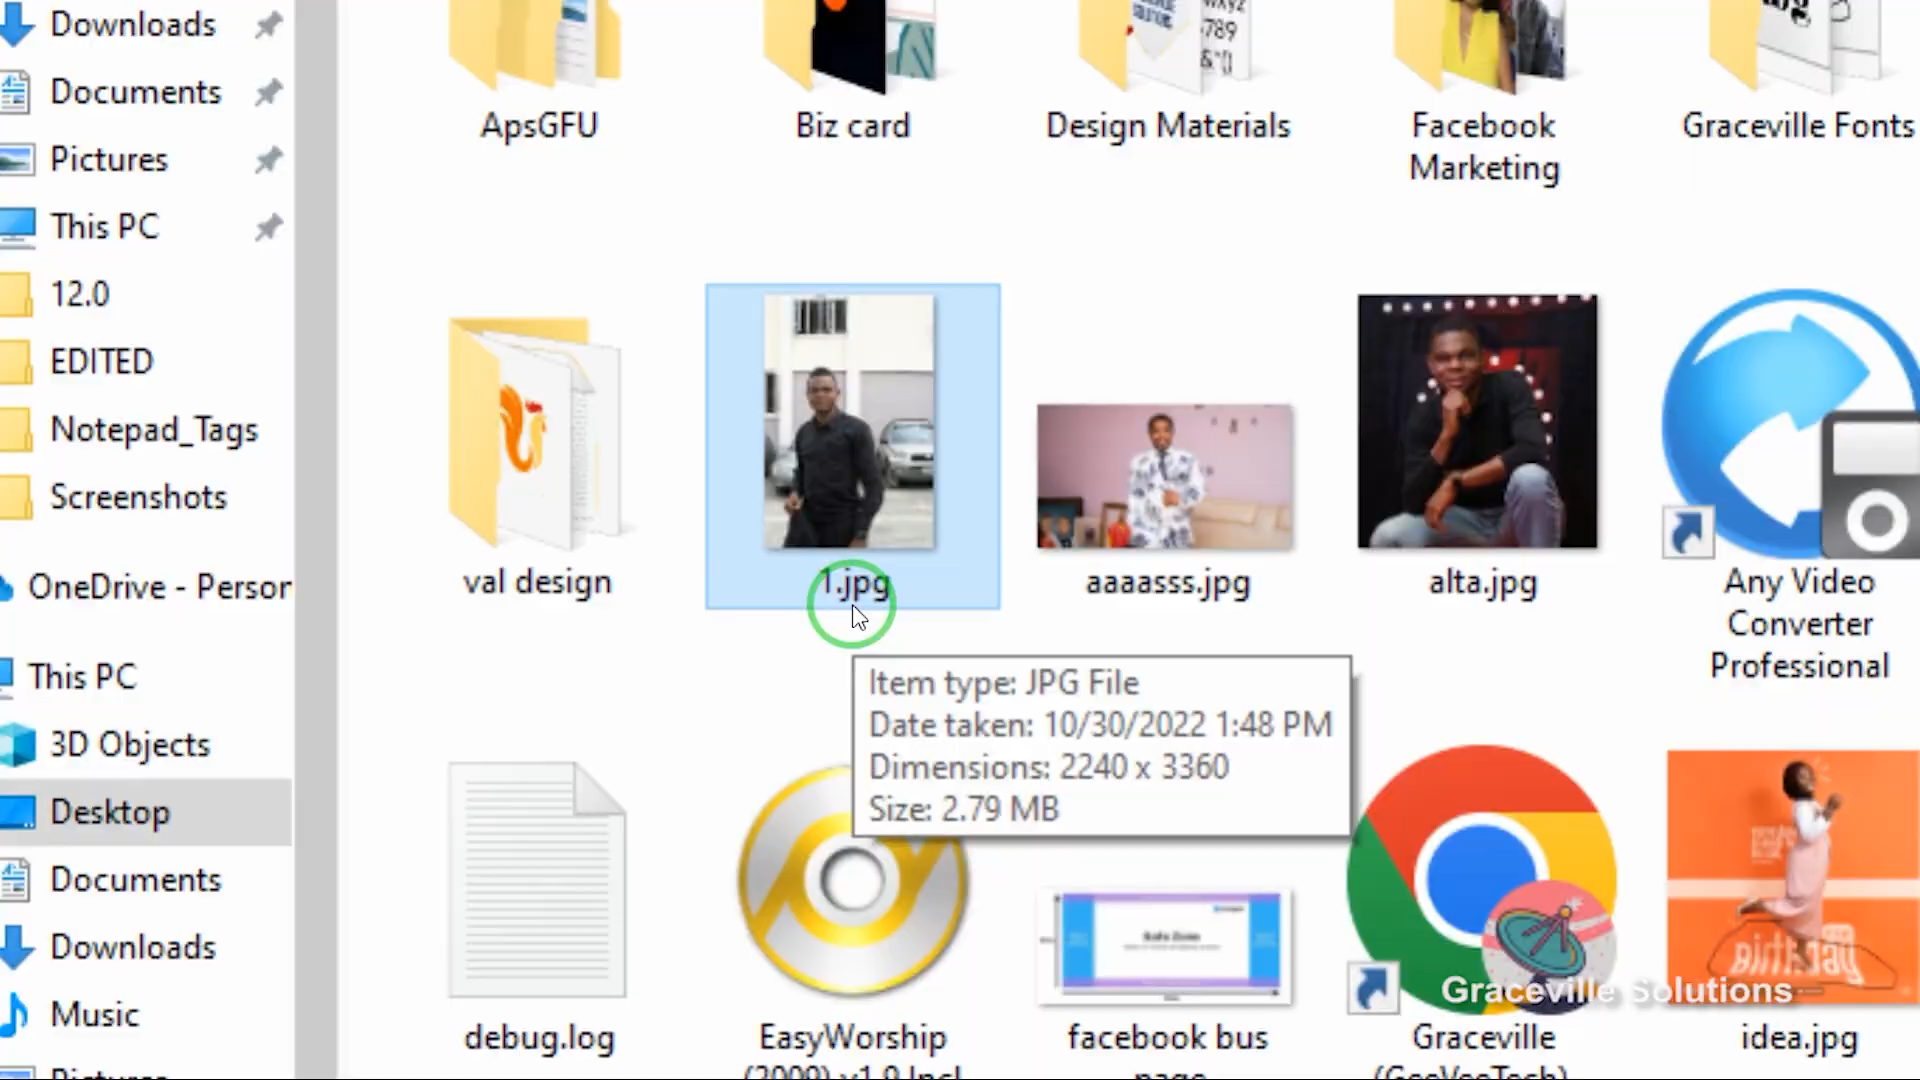 Downloads
Documents
Pictures
This PC
12.0
EDITED
Notepad_Tags
Screenshots
OneDrive - Person
This PC
3D Objects
Desktop
Documents
Downloads
Music
ApsGFU
Biz card
Design Materials
Facebook
Marketing
Graceville Fonts
val design
1.jpg
aaaasss.jpg
alta.jpg
Any Video
Converter
Professional
Item type: JPG File
Date taken: 10/30/2022 1:48 PM
Dimensions: 2240 x 3360
Size: 2.79 MB
debug.log
EasyWorship
facebook bus
Graceville
idea.jpg
Birthday
Graceville Solutions